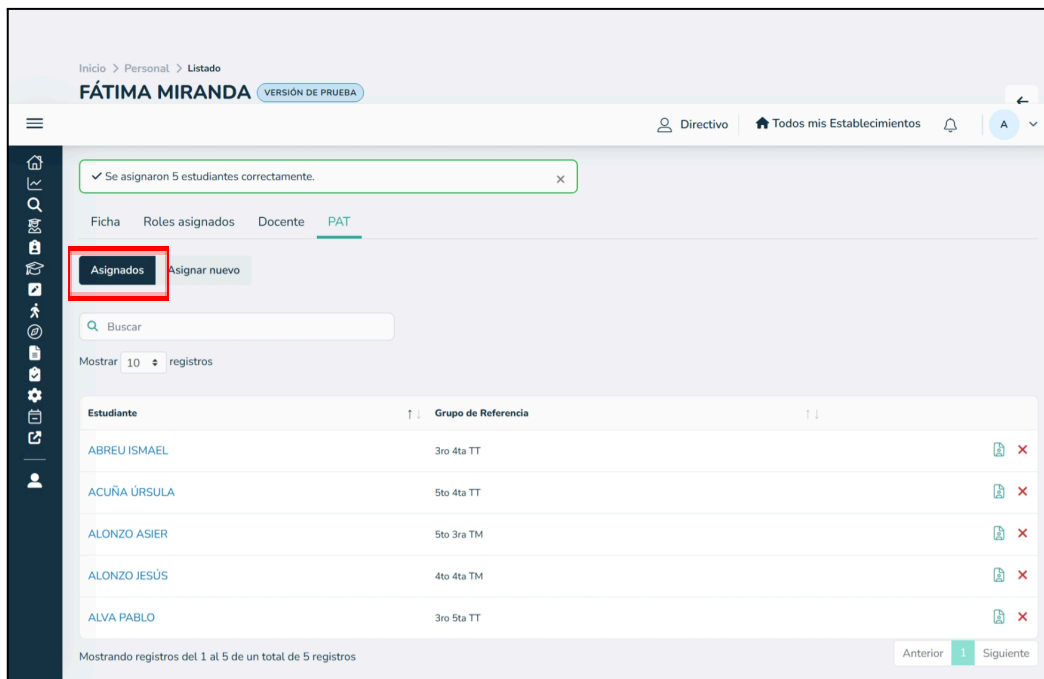 Inicio > Personal > Listado
FÁTIMA MIRANDA VERSIÓN DE PRUEBA
Directivo Todos mis Establecimientos A
Se asignaron 5 estudiantes correctamente. ×
Ficha Roles asignados Docente PAT
Asignados Asignar nuevo
Buscar
Mostrar 10 registros
Estudiante Grupo de Referencia
ABREU ISMAEL 3ro 4ta TT
ACUÑA ÚRSULA 5to 4ta TT
ALONZO ASIER 5to 3ra TM
ALONZO JESÚS 4to 4ta TM
ALVA PABLO 3ro 5ta TT
Mostrando registros del 1 al 5 de un total de 5 registros Anterior 1 Siguiente